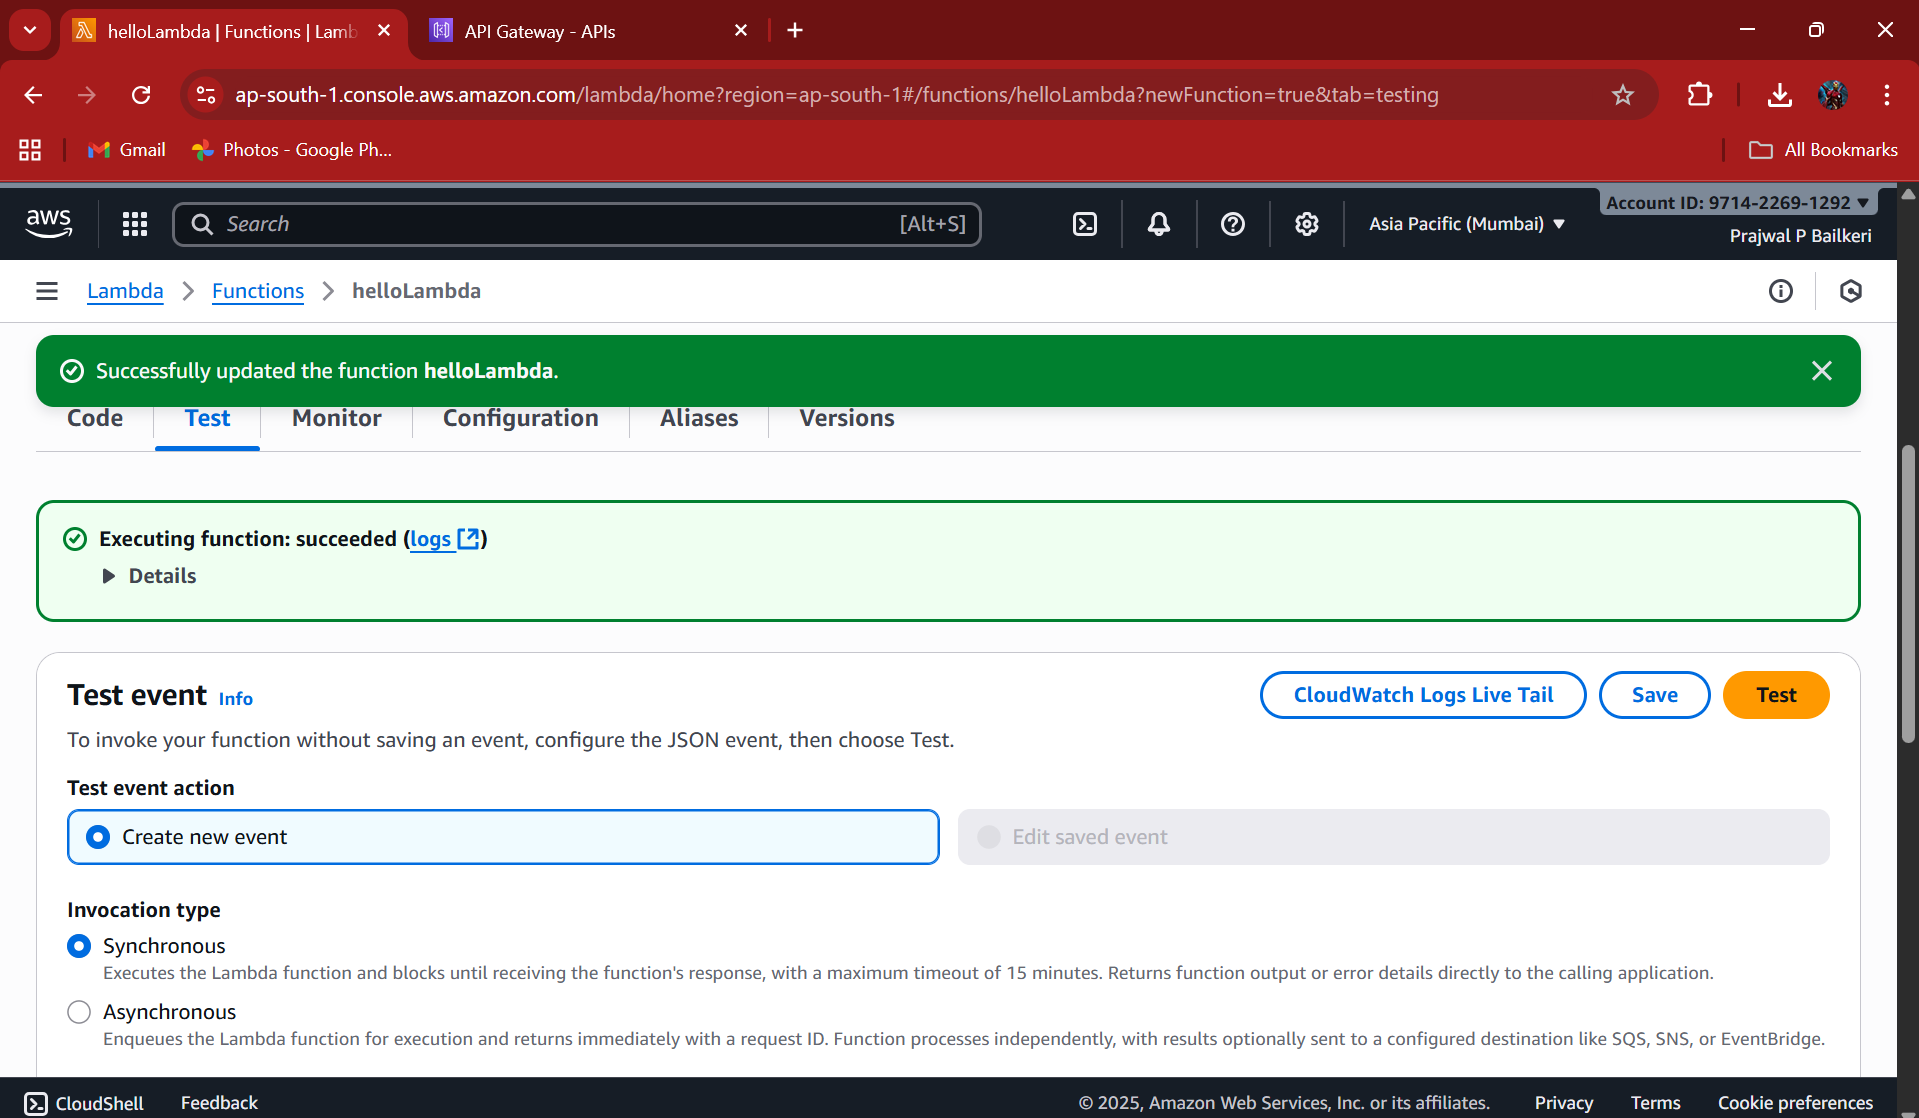 helloLambda | Functions | Lamb
API Gateway - APIs
ap-south-1.console.aws.amazon.com/lambda/home?region=ap-south-1#/functions/helloLambda?newFunction=true&tab=testing
Gmail
Photos - Google Ph...
All Bookmarks
aws
Search
[Alt+S]
Asia Pacific (Mumbai)
Account ID: 9714-2269-1292
Prajwal P Bailkeri
Lambda
Functions
helloLambda
Successfully updated the function helloLambda.
Code
Test
Monitor
Configuration
Aliases
Versions
Executing function: succeeded (logs)
Details
Test event Info
CloudWatch Logs Live Tail
Save
Test
To invoke your function without saving an event, configure the JSON event, then choose Test.
Test event action
Create new event
Edit saved event
Invocation type
Synchronous
Executes the Lambda function and blocks until receiving the function's response, with a maximum timeout of 15 minutes. Returns function output or error details directly to the calling application.
Asynchronous
Enqueues the Lambda function for execution and returns immediately with a request ID. Function processes independently, with results optionally sent to a configured destination like SQS, SNS, or EventBridge.
CloudShell
Feedback
© 2025, Amazon Web Services, Inc. or its affiliates.
Privacy
Terms
Cookie preferences